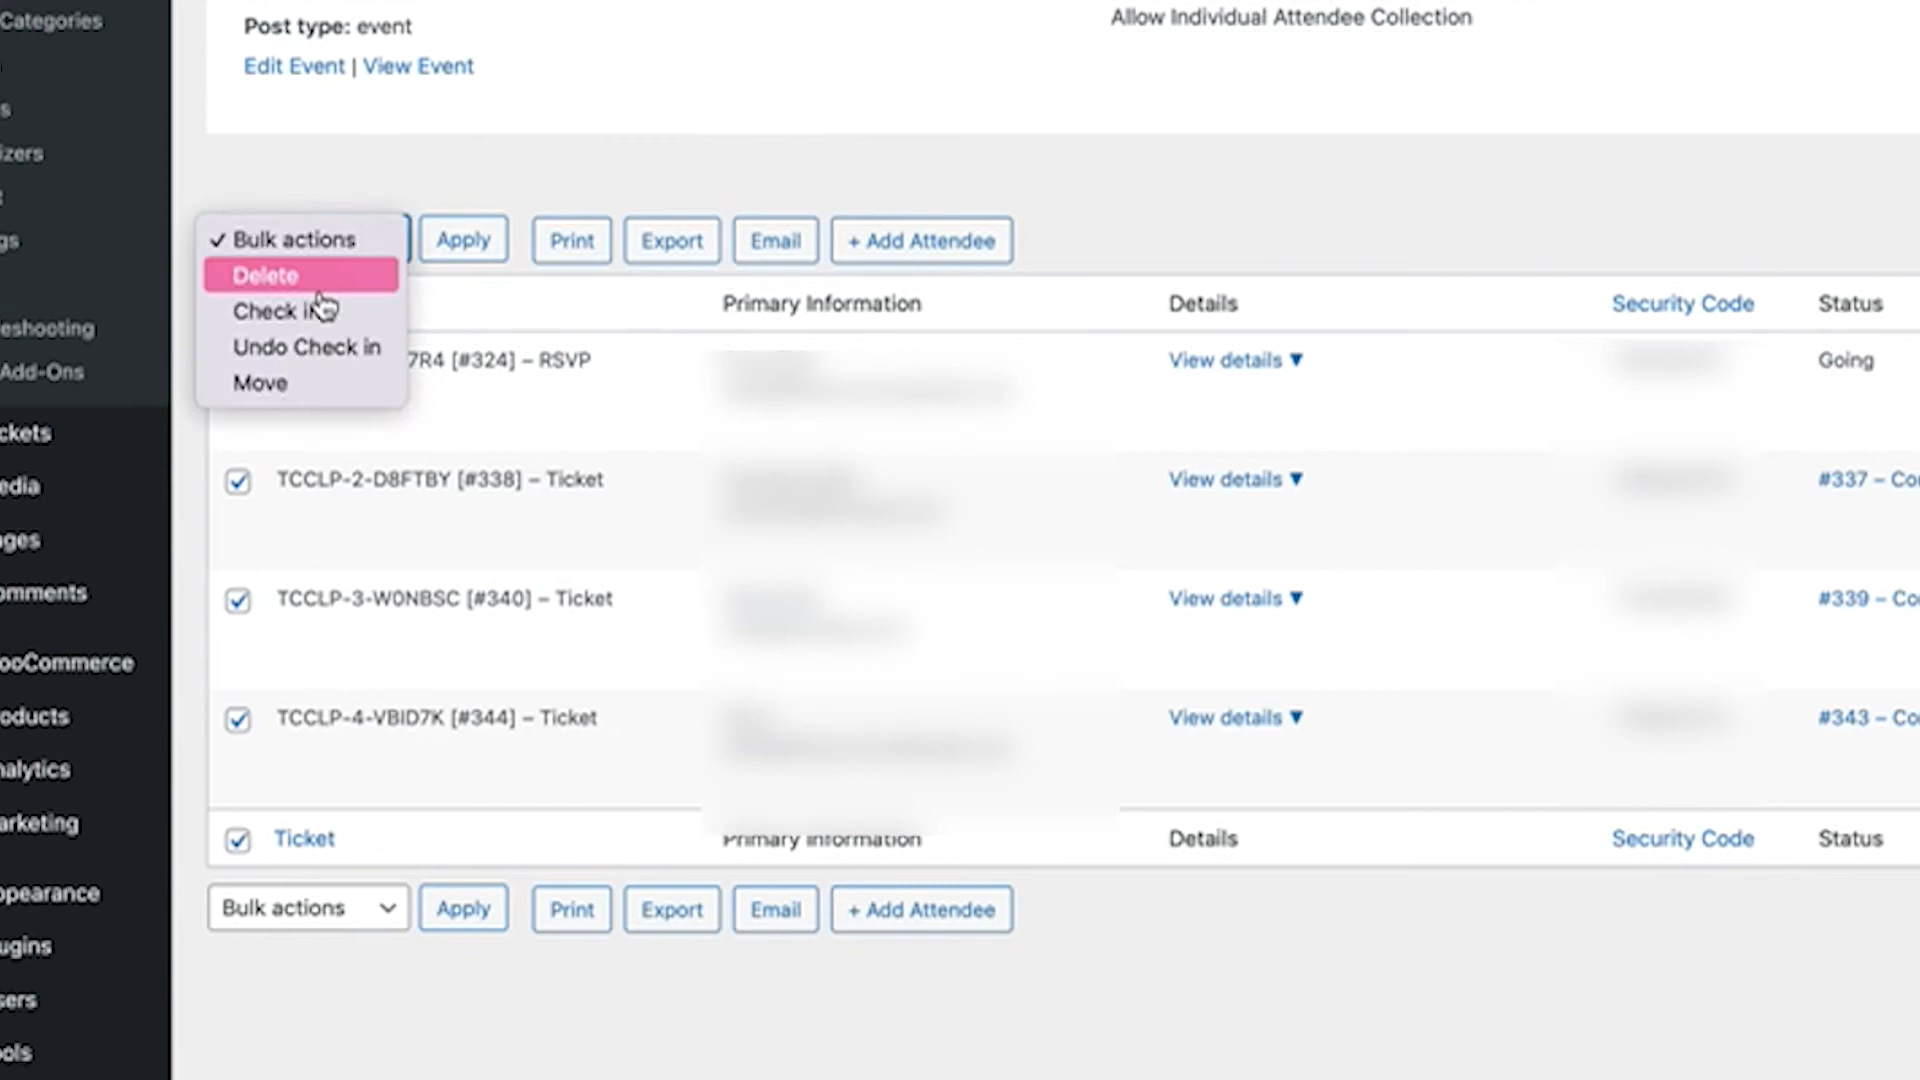 Categories
Post type: event
Allow Individual Attendee Collection
Edit Event | View Event
s
izers
gs
Bulk actions
Apply
Print
Export
Email
+ Add Attendee
Delete
Check in
Undo Check in
Move
Primary Information
Details
Security Code
Status
eshooting
Add-Ons
7R4 [#324] – RSVP
View details ▼
Going
ckets
TCCLP-2-D8FTBY [#338] – Ticket
View details ▼
#337 – Co
edia
ages
TCCLP-3-W0NBSC [#340] – Ticket
View details ▼
#339 – Co
omments
ooCommerce
oducts
TCCLP-4-VBID7K [#344] – Ticket
View details ▼
#343 – Co
nalytics
arketing
Ticket
Primary Information
Details
Security Code
Status
ppearance
Bulk actions
Apply
Print
Export
Email
+ Add Attendee
ugins
sers
ools